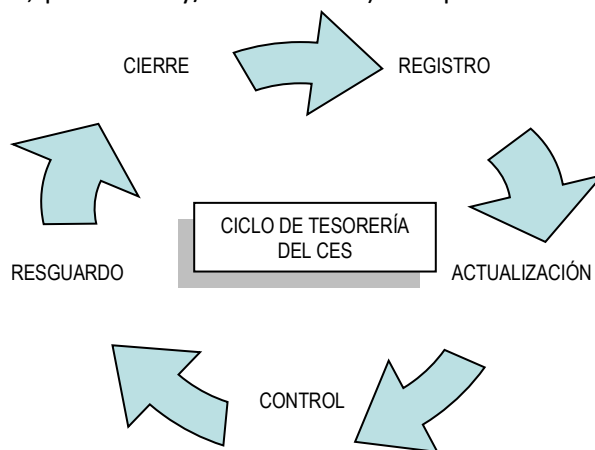 CIERRE
REGISTRO
CICLO DE TESORERÍA
DEL CES
RESGUARDO
ACTUALIZACIÓN
CONTROL